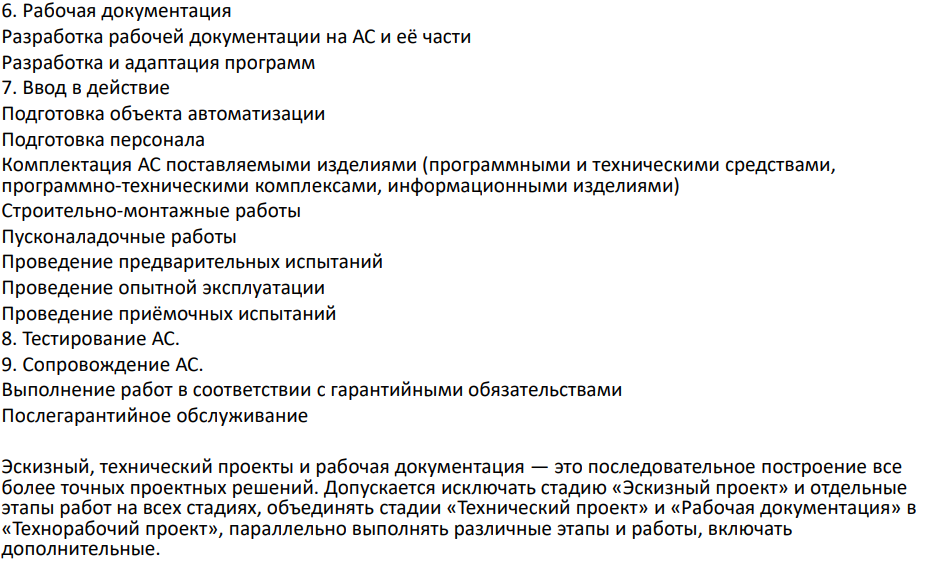 6. Рабочая документация
Разработка рабочей документации на АС и её части
Разработка и адаптация программ
7. Ввод в действие
Подготовка объекта автоматизации
Подготовка персонала
Комплектация АС поставляемыми изделиями (программными и техническими средствами,
программно-техническими комплексами, информационными изделиями)
Строительно-монтажные работы
Пусконаладочные работы
Проведение предварительных испытаний
Проведение опытной эксплуатации
Проведение приёмочных испытаний
8. Тестирование АС.
9. Сопровождение АС.
Выполнение работ в соответствии с гарантийными обязательствами
Послегарантийное обслуживание
Эскизный, технический проекты и рабочая документация — это последовательное построение все
более точных проектных решений. Допускается исключать стадию «Эскизный проект» и отдельные
этапы работ на всех стадиях, объединять стадии «Технический проект» и «Рабочая документация» в
«Технорабочий проект», параллельно выполнять различные этапы и работы, включать
дополнительные.